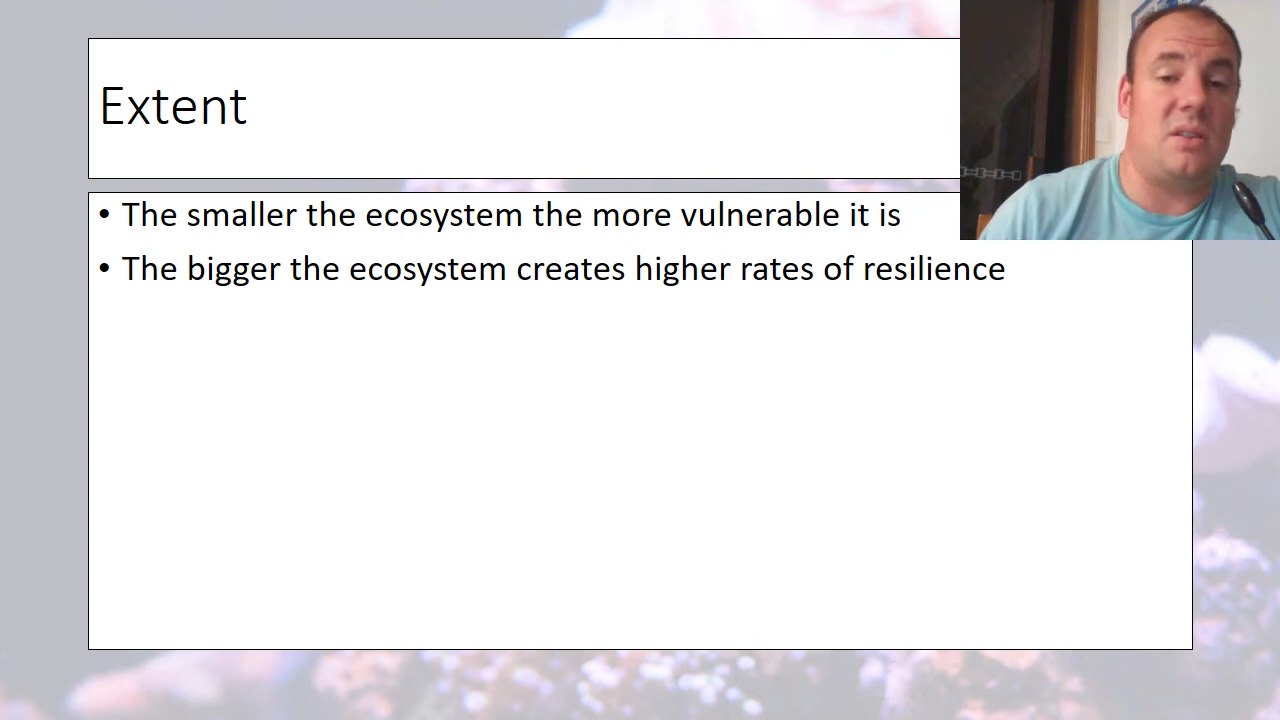 Extent
• The smaller the ecosystem the more vulnerable it is
• The bigger the ecosystem creates higher rates of resilience